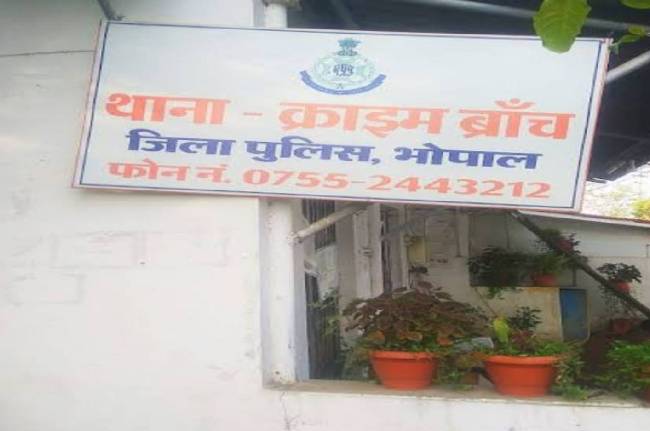 थाना - क्राइम ब्राँच
जिला पुलिस, भोपाल
फोन नं. 0755-2443212